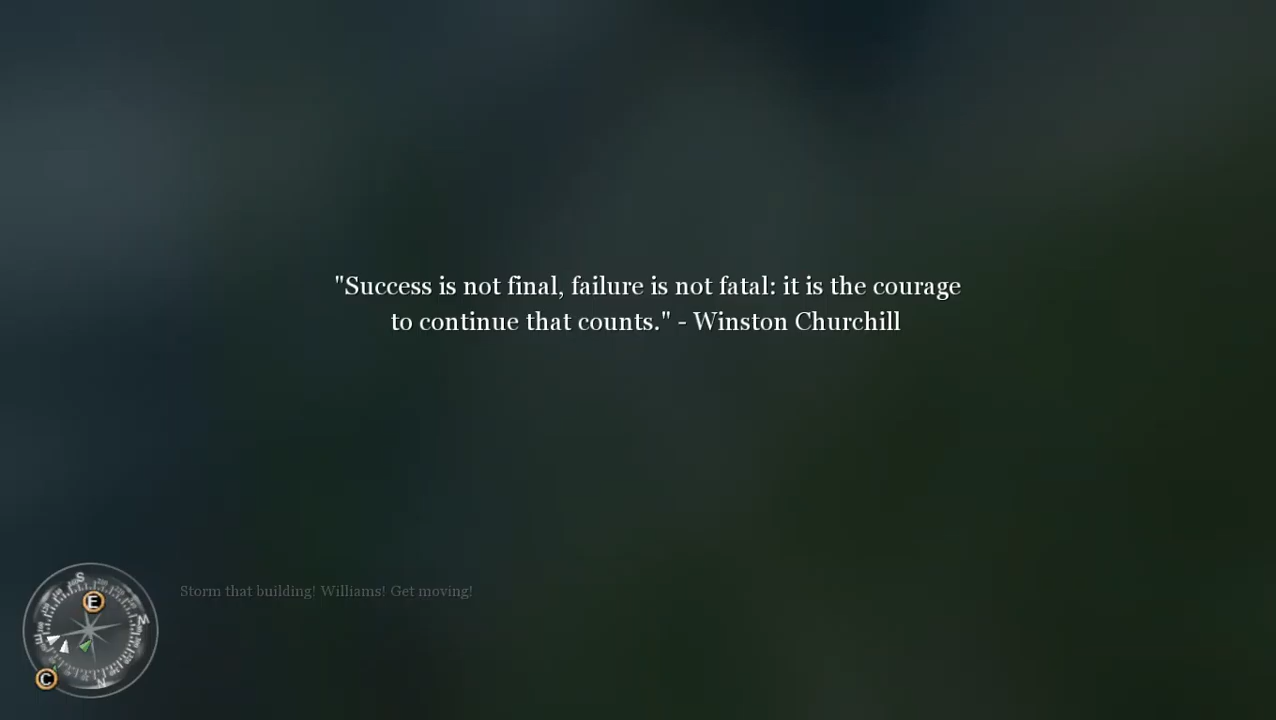 "Success is not final, failure is not fatal: it is the courage
to continue that counts." - Winston Churchill
Storm that building! Williams! Get moving!
S
E
W
E
C
N